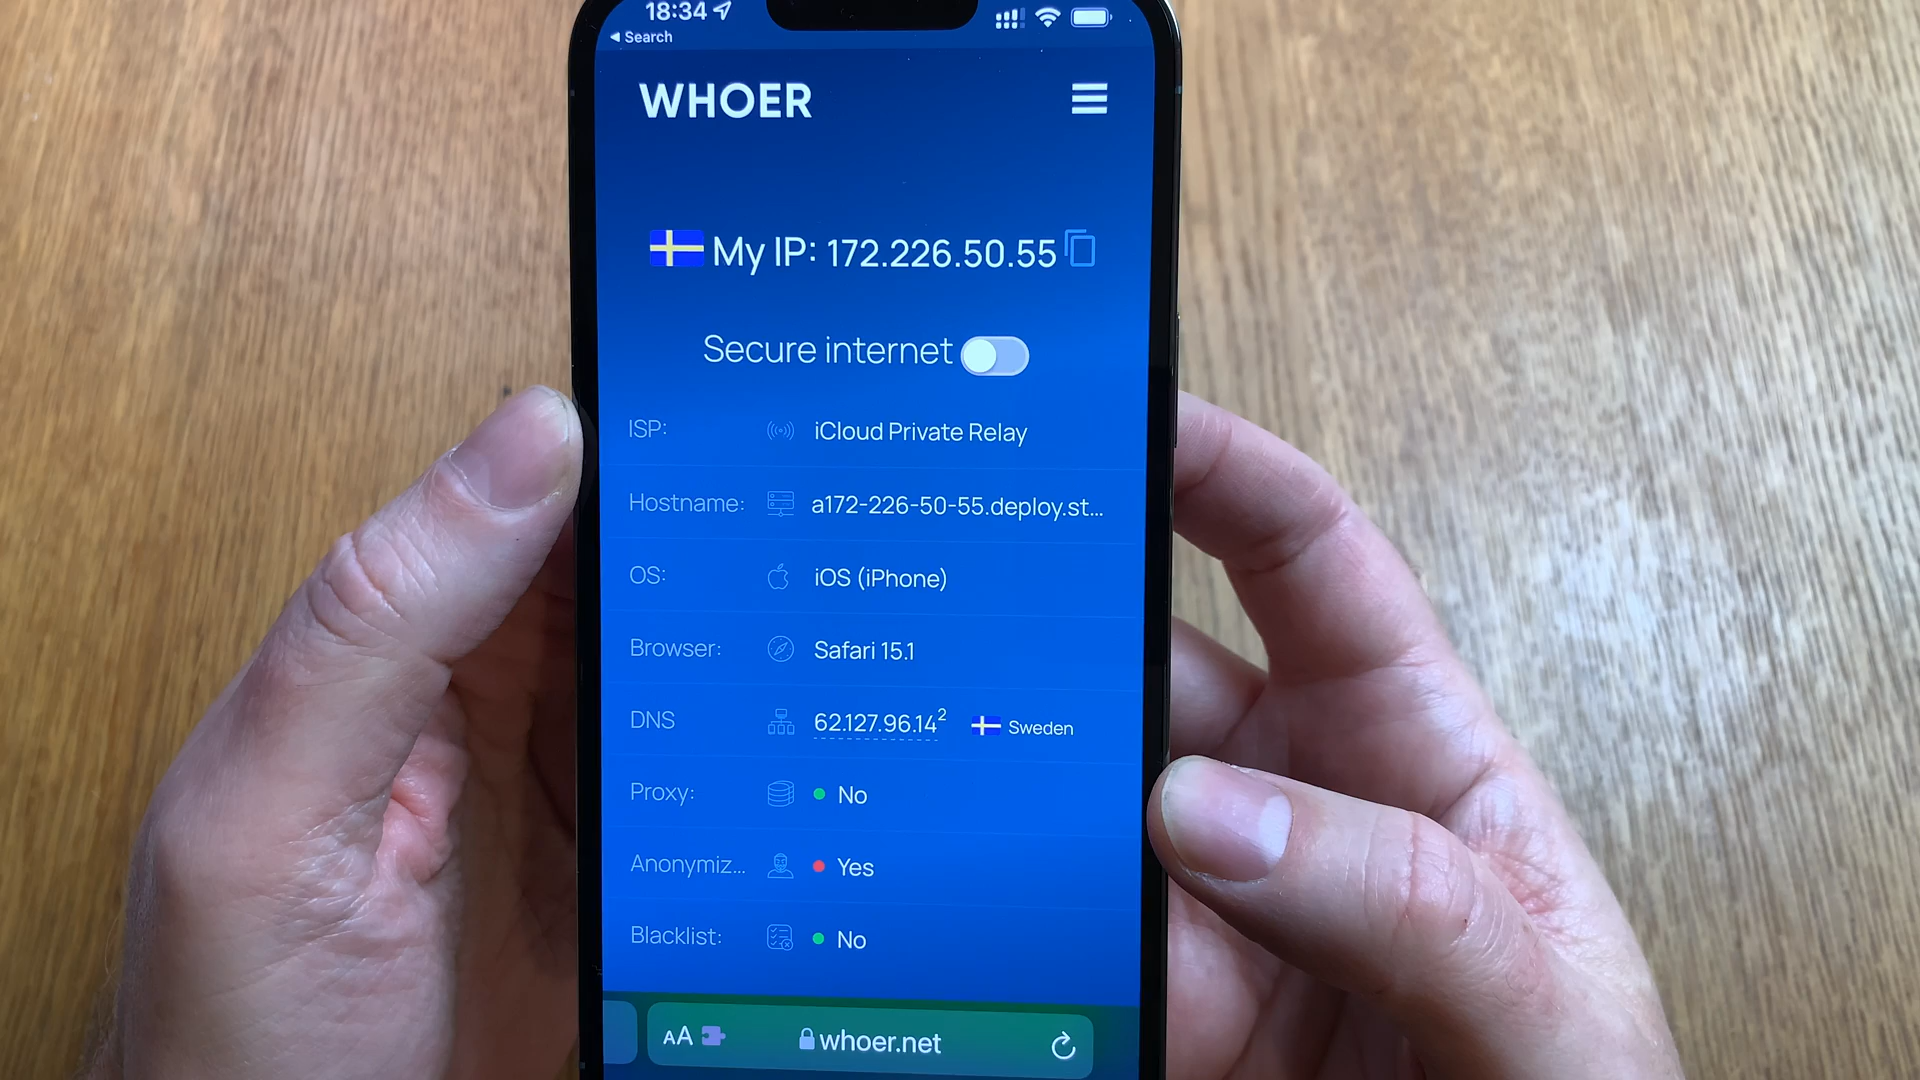 18:34
◀ Search
WHOER
My IP: 172.226.50.55
Secure internet
ISP: iCloud Private Relay
Hostname: a172-226-50-55.deploy.st...
OS: iOS (iPhone)
Browser: Safari 15.1
DNS 62.127.96.14² Sweden
Proxy: No
Anonymiz... Yes
Blacklist: No
AA whoer.net